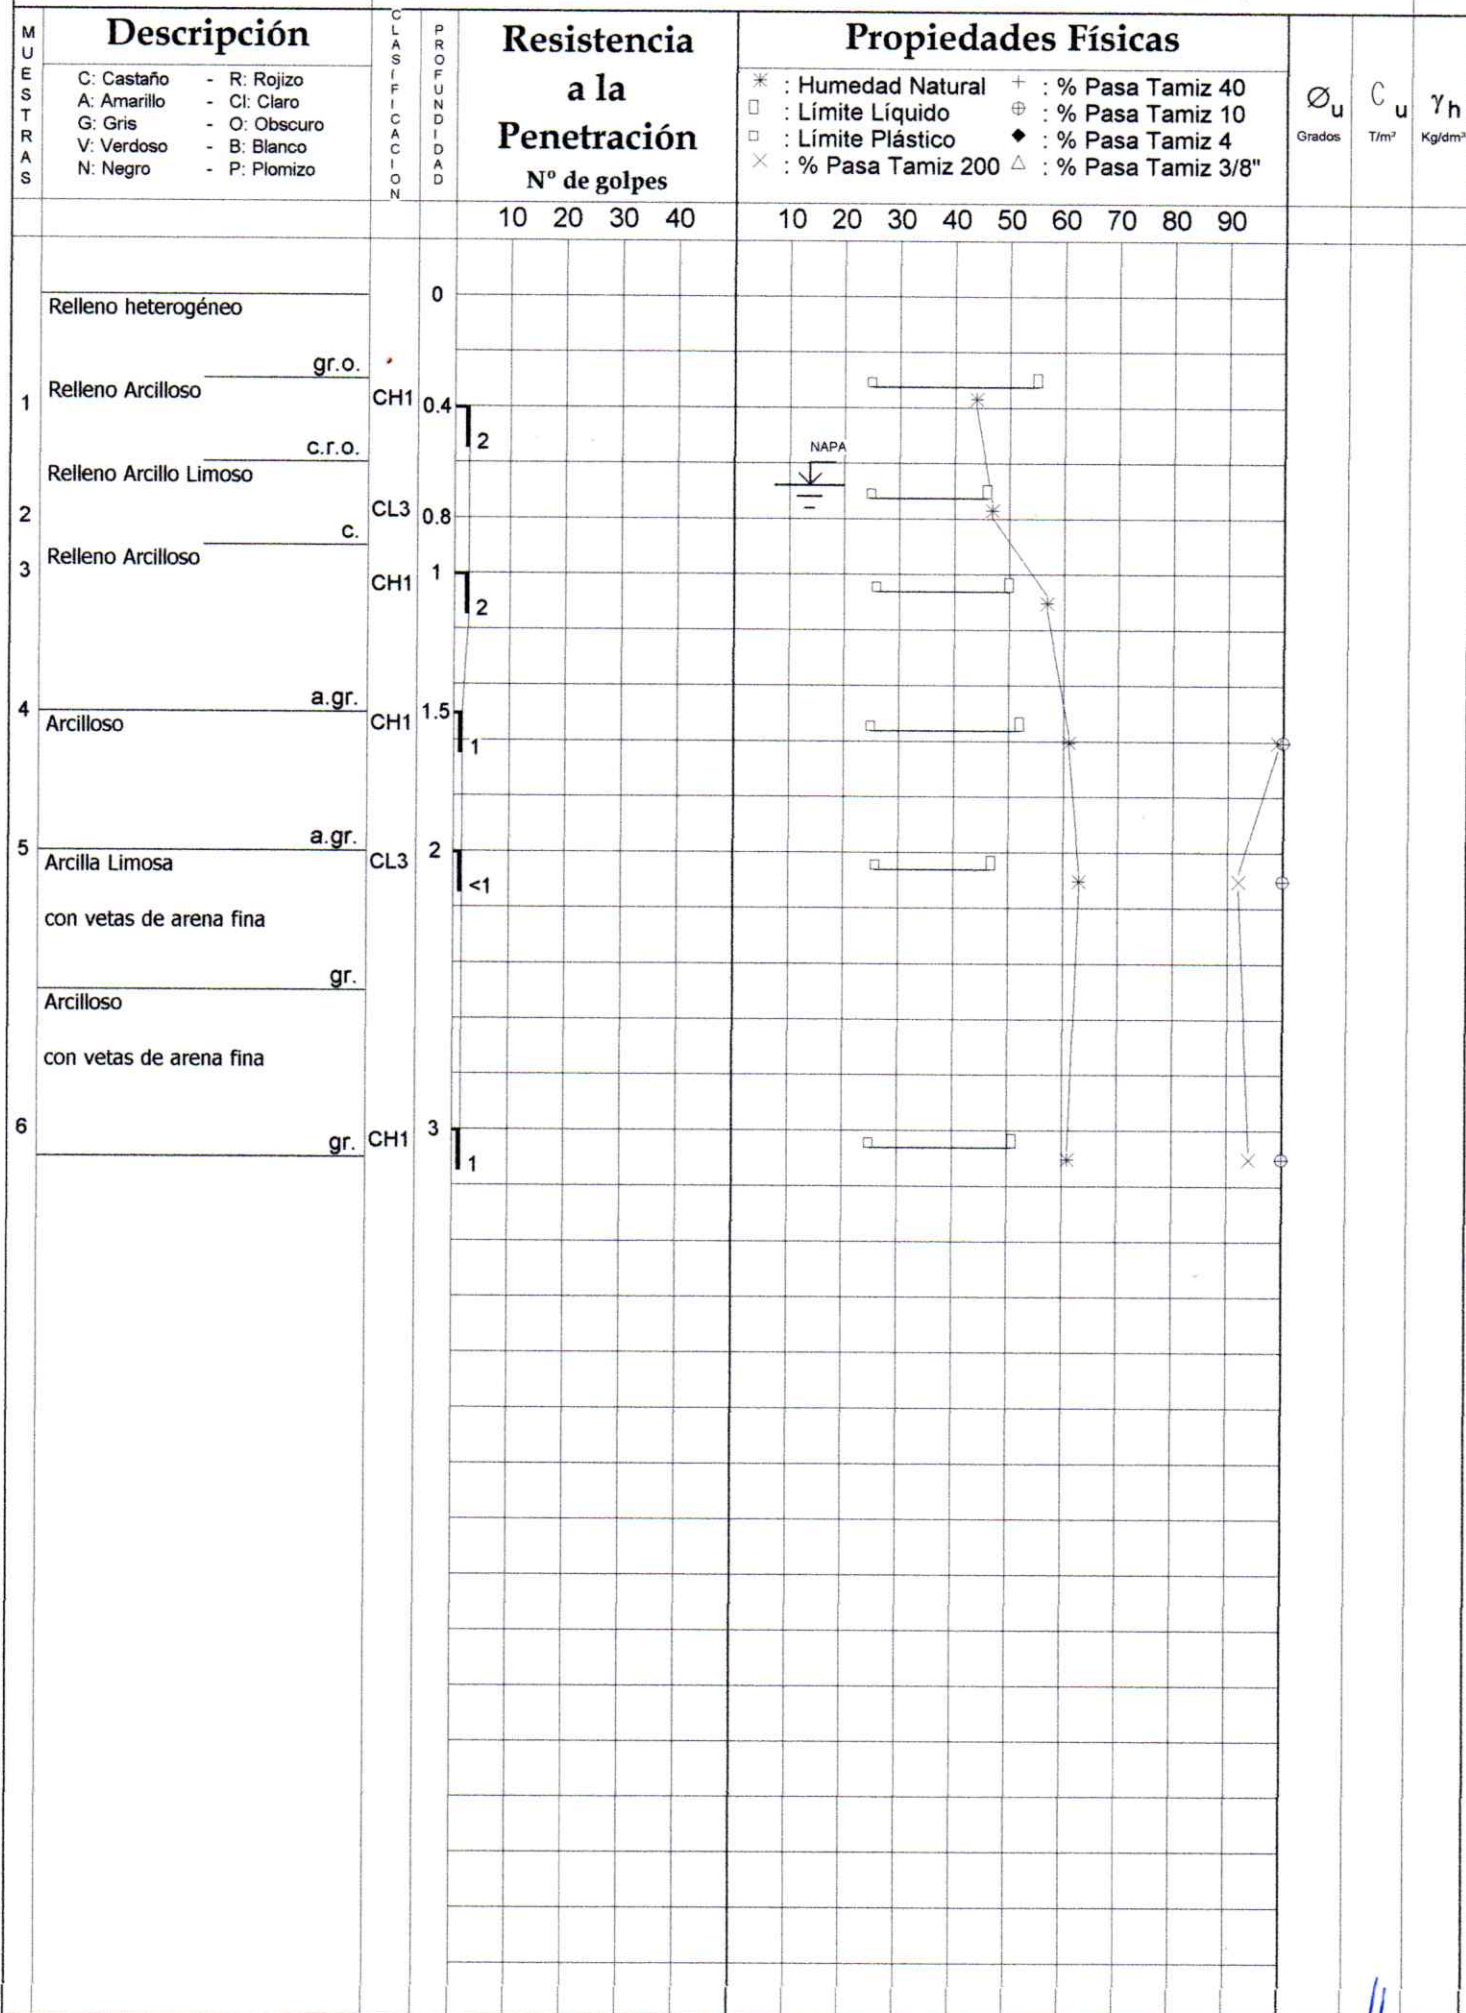 MUESTRAS
Descripción
C: Castaño - R: Rojizo
A: Amarillo - Cl: Claro
G: Gris - O: Obscuro
V: Verdoso - B: Blanco
N: Negro - P: Plomizo
CLASIFICACION
PROFUNDIDAD
Resistencia
a la
Penetración
Nº de golpes
Propiedades Físicas
: Humedad Natural + : % Pasa Tamiz 40
: Límite Líquido ⊕ : % Pasa Tamiz 10
: Límite Plástico ◆ : % Pasa Tamiz 4
: % Pasa Tamiz 200 △ : % Pasa Tamiz 3/8"
Øu Cu γh
Grados T/m² Kg/dm³
10 20 30 40 10 20 30 40 50 60 70 80 90
0
Relleno heterogéneo
gr.o.
1 Relleno Arcilloso CH1 0.4
2
c.r.o.
NAPA
Relleno Arcillo Limoso
2 CL3 0.8
c.
3 Relleno Arcilloso CH1 1
2
a.gr.
4 Arcilloso CH1 1.5
1
a.gr.
5 Arcilla Limosa CL3 2
<1
con vetas de arena fina
gr.
Arcilloso
con vetas de arena fina
6 gr. CH1 3
1